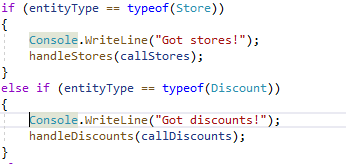 if (entityType == typeof(Store))
{
Console.WriteLine("Got stores!");
handleStores(callStores);
}
else if (entityType == typeof(Discount))
{
Console.WriteLine("Got discounts!");
handleDiscounts(callDiscounts);
}